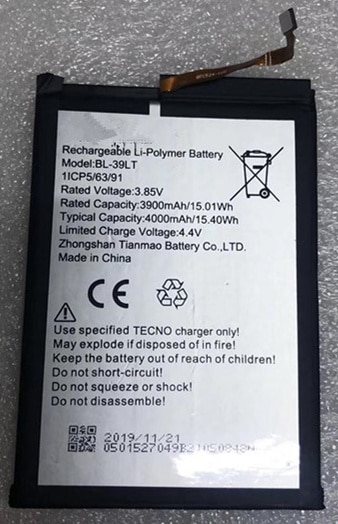 Rechargeable Li-Polymer Battery
Model:BL-39LT
1ICP5/63/91
Rated Voltage:3.85V
Rated Capacity:3900mAh/15.01Wh
Typical Capacity:4000mAh/15.40Wh
Limited Charge Voltage:4.4V
Zhongshan Tianmao Battery Co.,LTD.
Made in China
CE
Use specified TECNO charger only!
May explode if disposed of in fire!
Keep the battery out of reach of children!
Do not short-circuit!
Do not squeeze or shock!
Do not disassemble!
2019/11/21